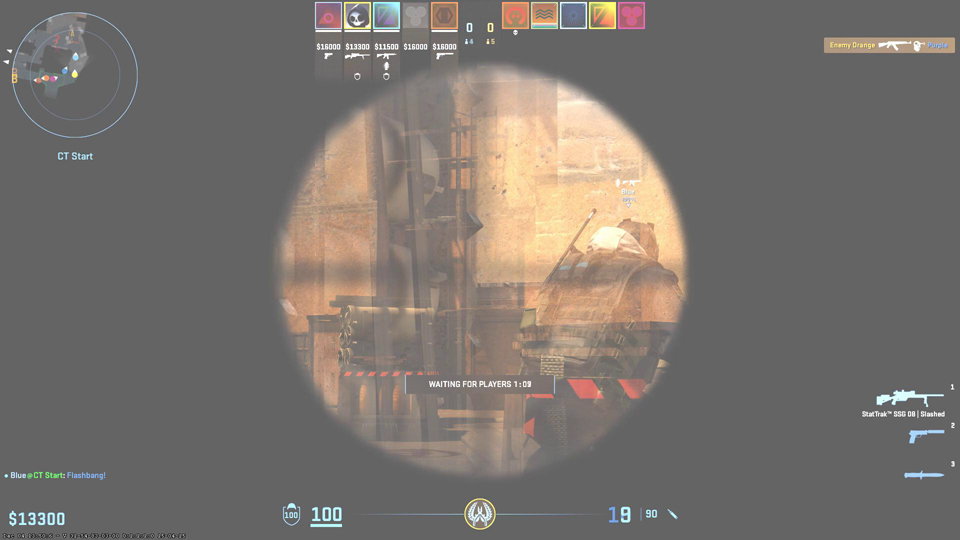 0 0
4 5
$16000 $13300 $11500 $16000 $16000
Enemy Orange Purple
B
CT Start
Blue
WAITING FOR PLAYERS 1:09
1
StatTrak™ SSG 08 | Slashed
2
3
• Blue@CT Start: Flashbang!
$13300
100 100
19 90